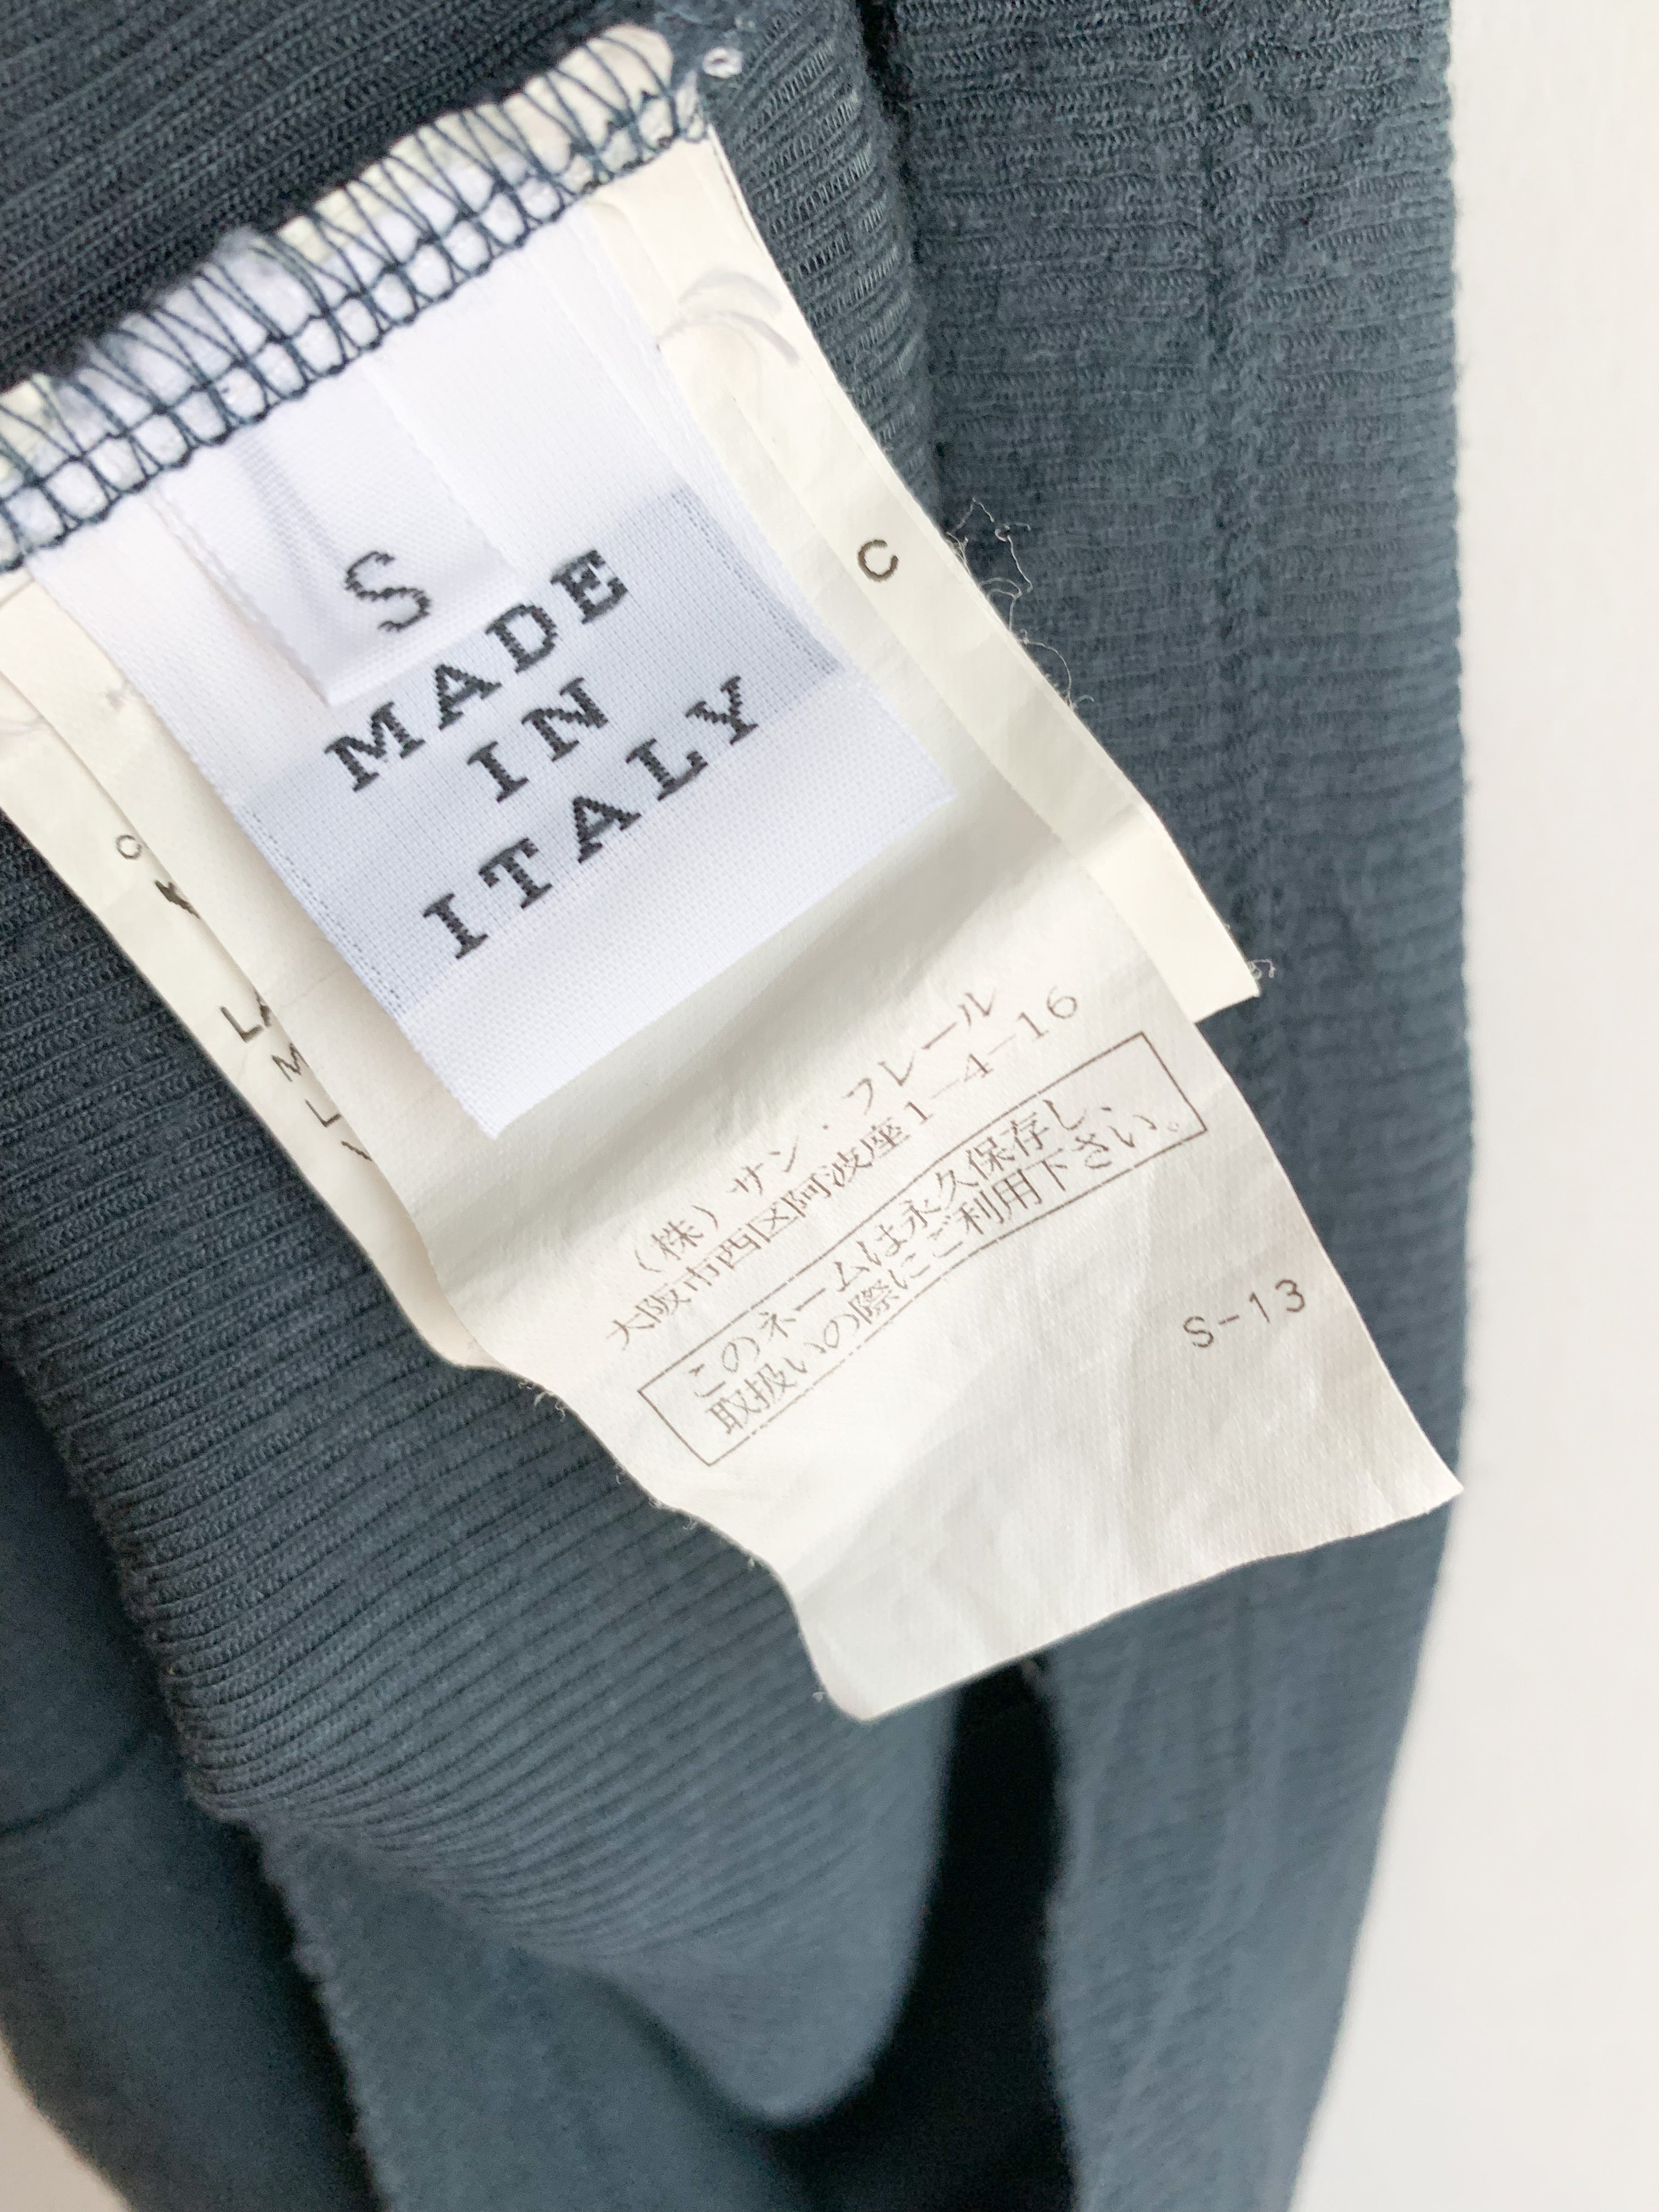 S
MADE
IN
ITALY
C
(株)サン・フレール
大阪市西区阿波座1-4-16
このネームは永久保存し、
取扱いの際にご利用下さい。
S-13